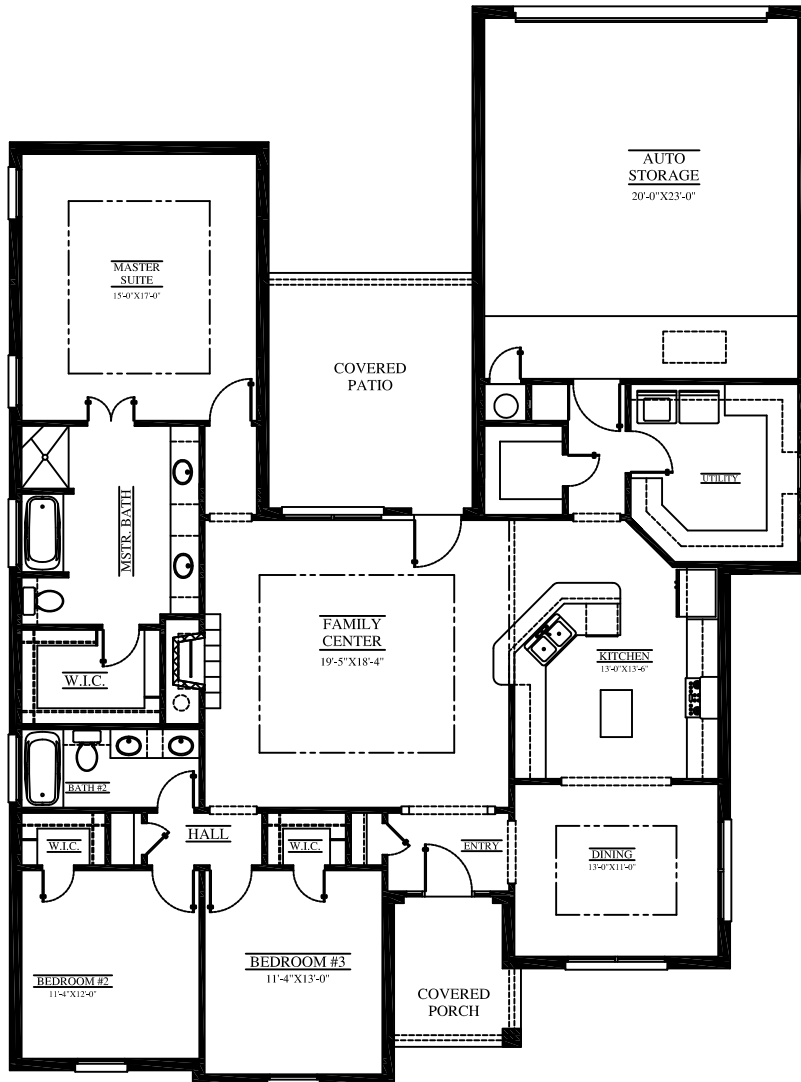 AUTO
STORAGE
20'-0"X23'-0"
MASTER
SUITE
15'-0"X17'-0"
COVERED
PATIO
UTILITY
MSTR. BATH
FAMILY
CENTER
19'-5"X18'-4"
KITCHEN
13'-0"X13'-6"
W.I.C.
BATH #2
HALL
W.I.C.
W.I.C.
ENTRY
DINING
13'-0"X11'-0"
BEDROOM #2
11'-4"X12'-0"
BEDROOM #3
11'-4"X13'-0"
COVERED
PORCH